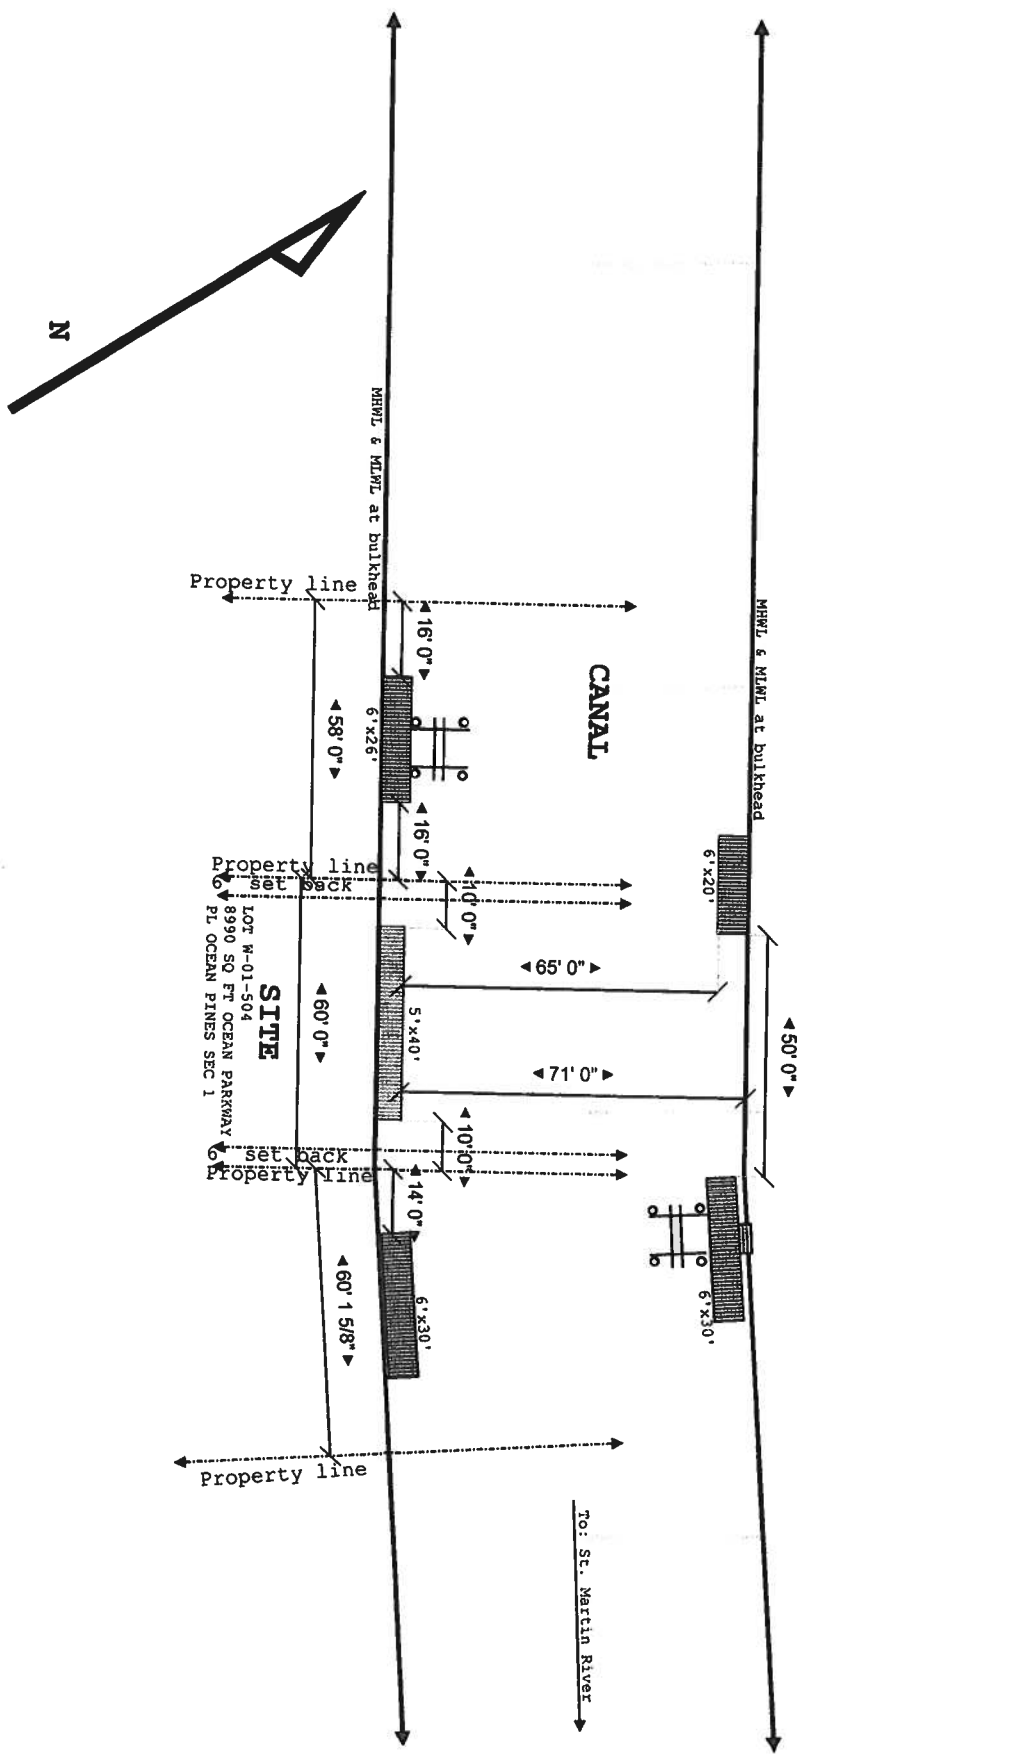 N
MHWL & MLWL at bulkhead
MHWL & MLWL at bulkhead
CANAL
Property line
16' 0"
58' 0"
6'x26'
16' 0"
6'x20'
Property line
6 set back
10' 0"
LOT W-01-504
8990 SQ FT OCEAN PARKWAY
PL OCEAN PINES SEC 1
SITE
60' 0"
5'x40'
65' 0"
71' 0"
50' 0"
10' 0"
6 set back
Property line
14' 0"
60' 1 5/8"
6'x30'
6'x30'
Property line
To: St. Martin River